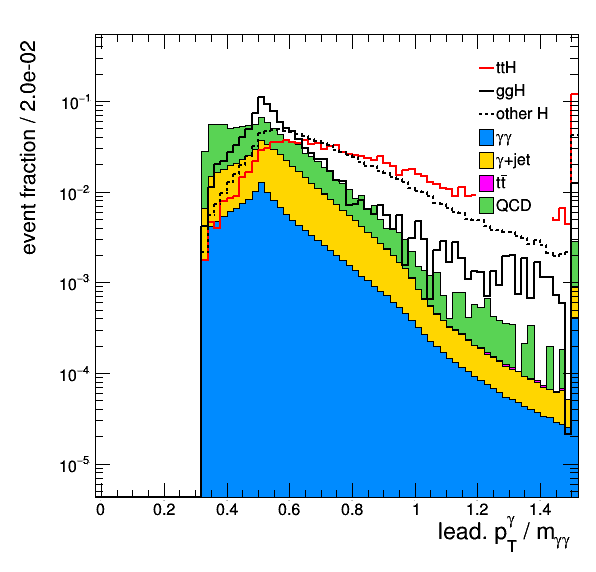 event fraction / 2.0e-02
10⁻¹
10⁻²
10⁻³
10⁻⁴
10⁻⁵
ttH
ggH
other H
γγ
γ+jet
tt̄
QCD
0 0.2 0.4 0.6 0.8 1 1.2 1.4
lead. p_T^γ / m_γγ